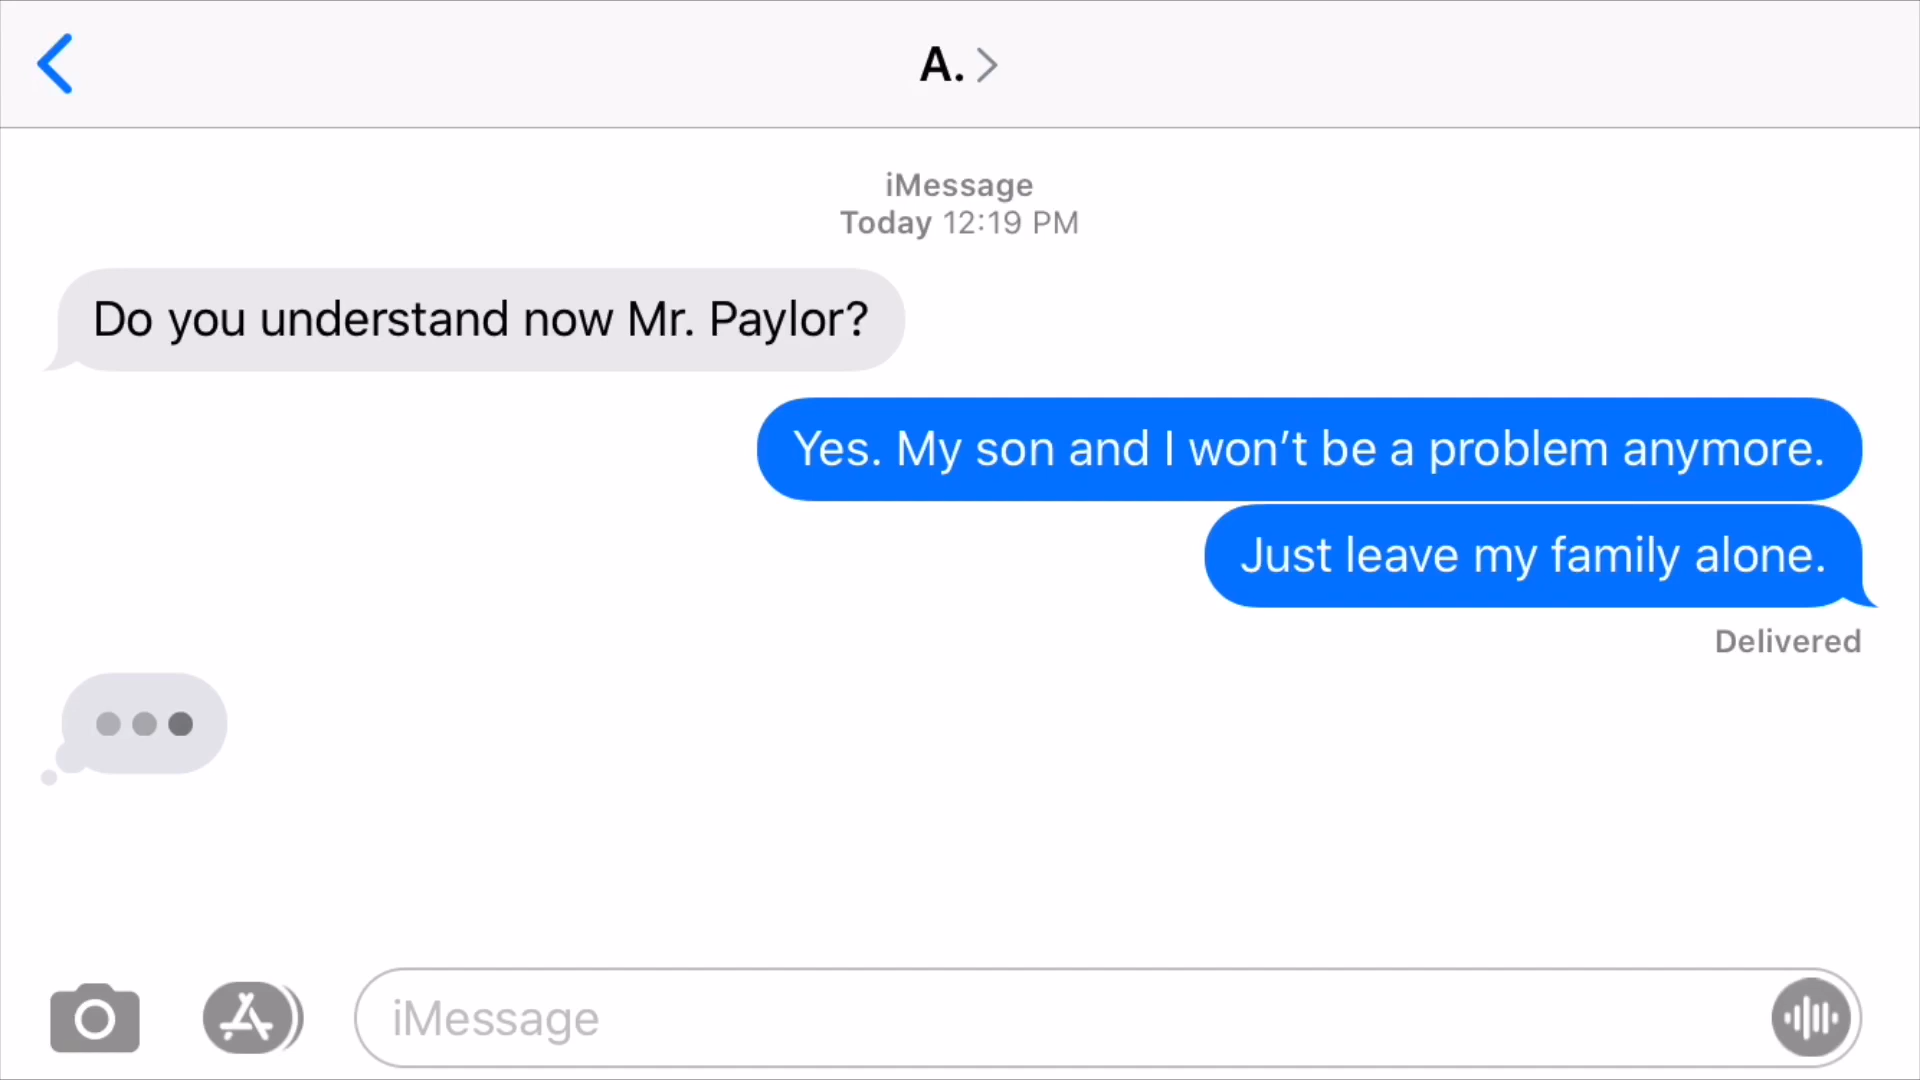 A.
iMessage
Today 12:19 PM
Do you understand now Mr. Paylor?
Yes. My son and I won’t be a problem anymore.
Just leave my family alone.
Delivered
iMessage